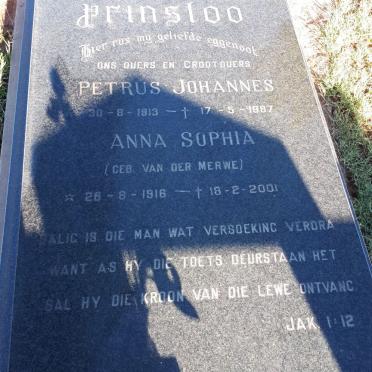 Prinsloo
Hier rus my geliefde eggenoot
ONS OUERS EN GROOTOUERS
PETRUS JOHANNES
30-8-1913 — † 17-5-1987
ANNA SOPHIA
(GEB. VAN DER MERWE)
☆ 26-8-1916 — † 18-2-2001
SALIG IS DIE MAN WAT VERSOEKING VERDRA
WANT AS HY DIE TOETS DEURSTAAN HET
SAL HY DIE KROON VAN DIE LEWE ONTVANG
JAK. 1:12